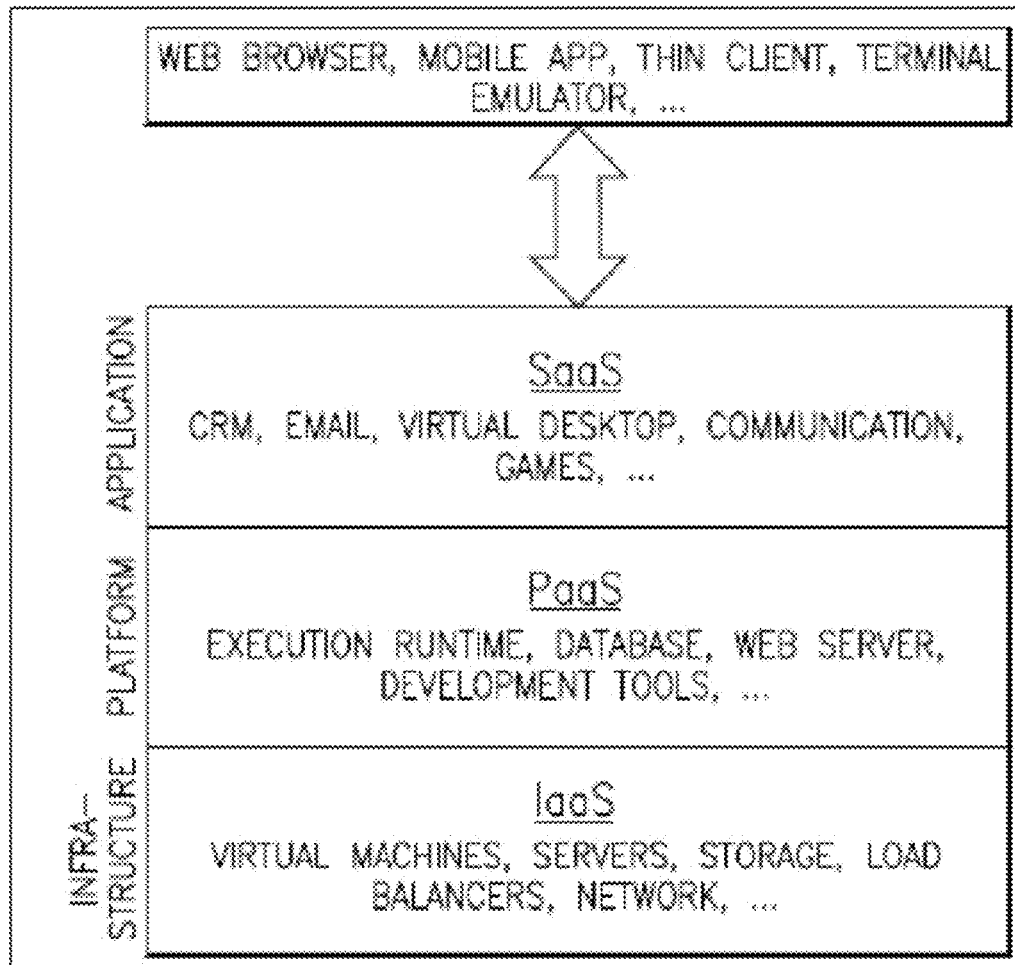 WEB BROWSER, MOBILE APP, THIN CLIENT, TERMINAL
EMULATOR, ...
APPLICATION
SaaS
CRM, EMAIL, VIRTUAL DESKTOP, COMMUNICATION,
GAMES, ...
PLATFORM
PaaS
EXECUTION RUNTIME, DATABASE, WEB SERVER,
DEVELOPMENT TOOLS, ...
INFRA-
STRUCTURE
IaaS
VIRTUAL MACHINES, SERVERS, STORAGE, LOAD
BALANCERS, NETWORK, ...